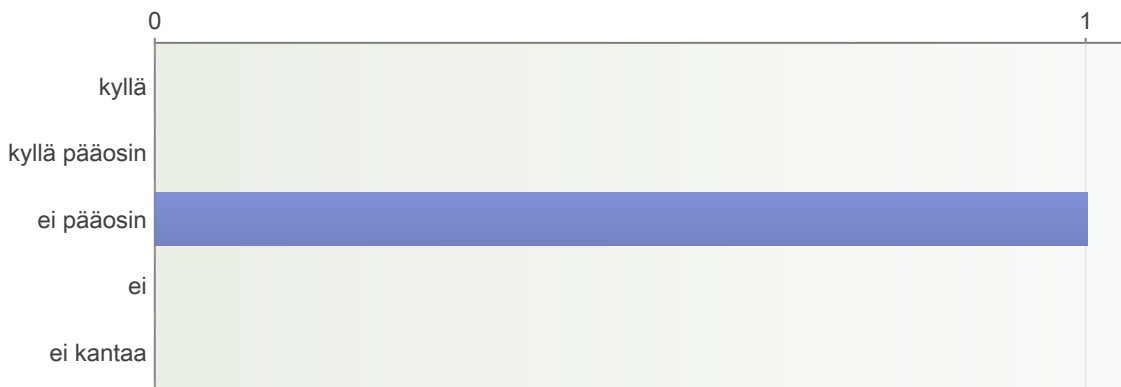 0 1
kyllä
kyllä pääosin
ei pääosin
ei
ei kantaa